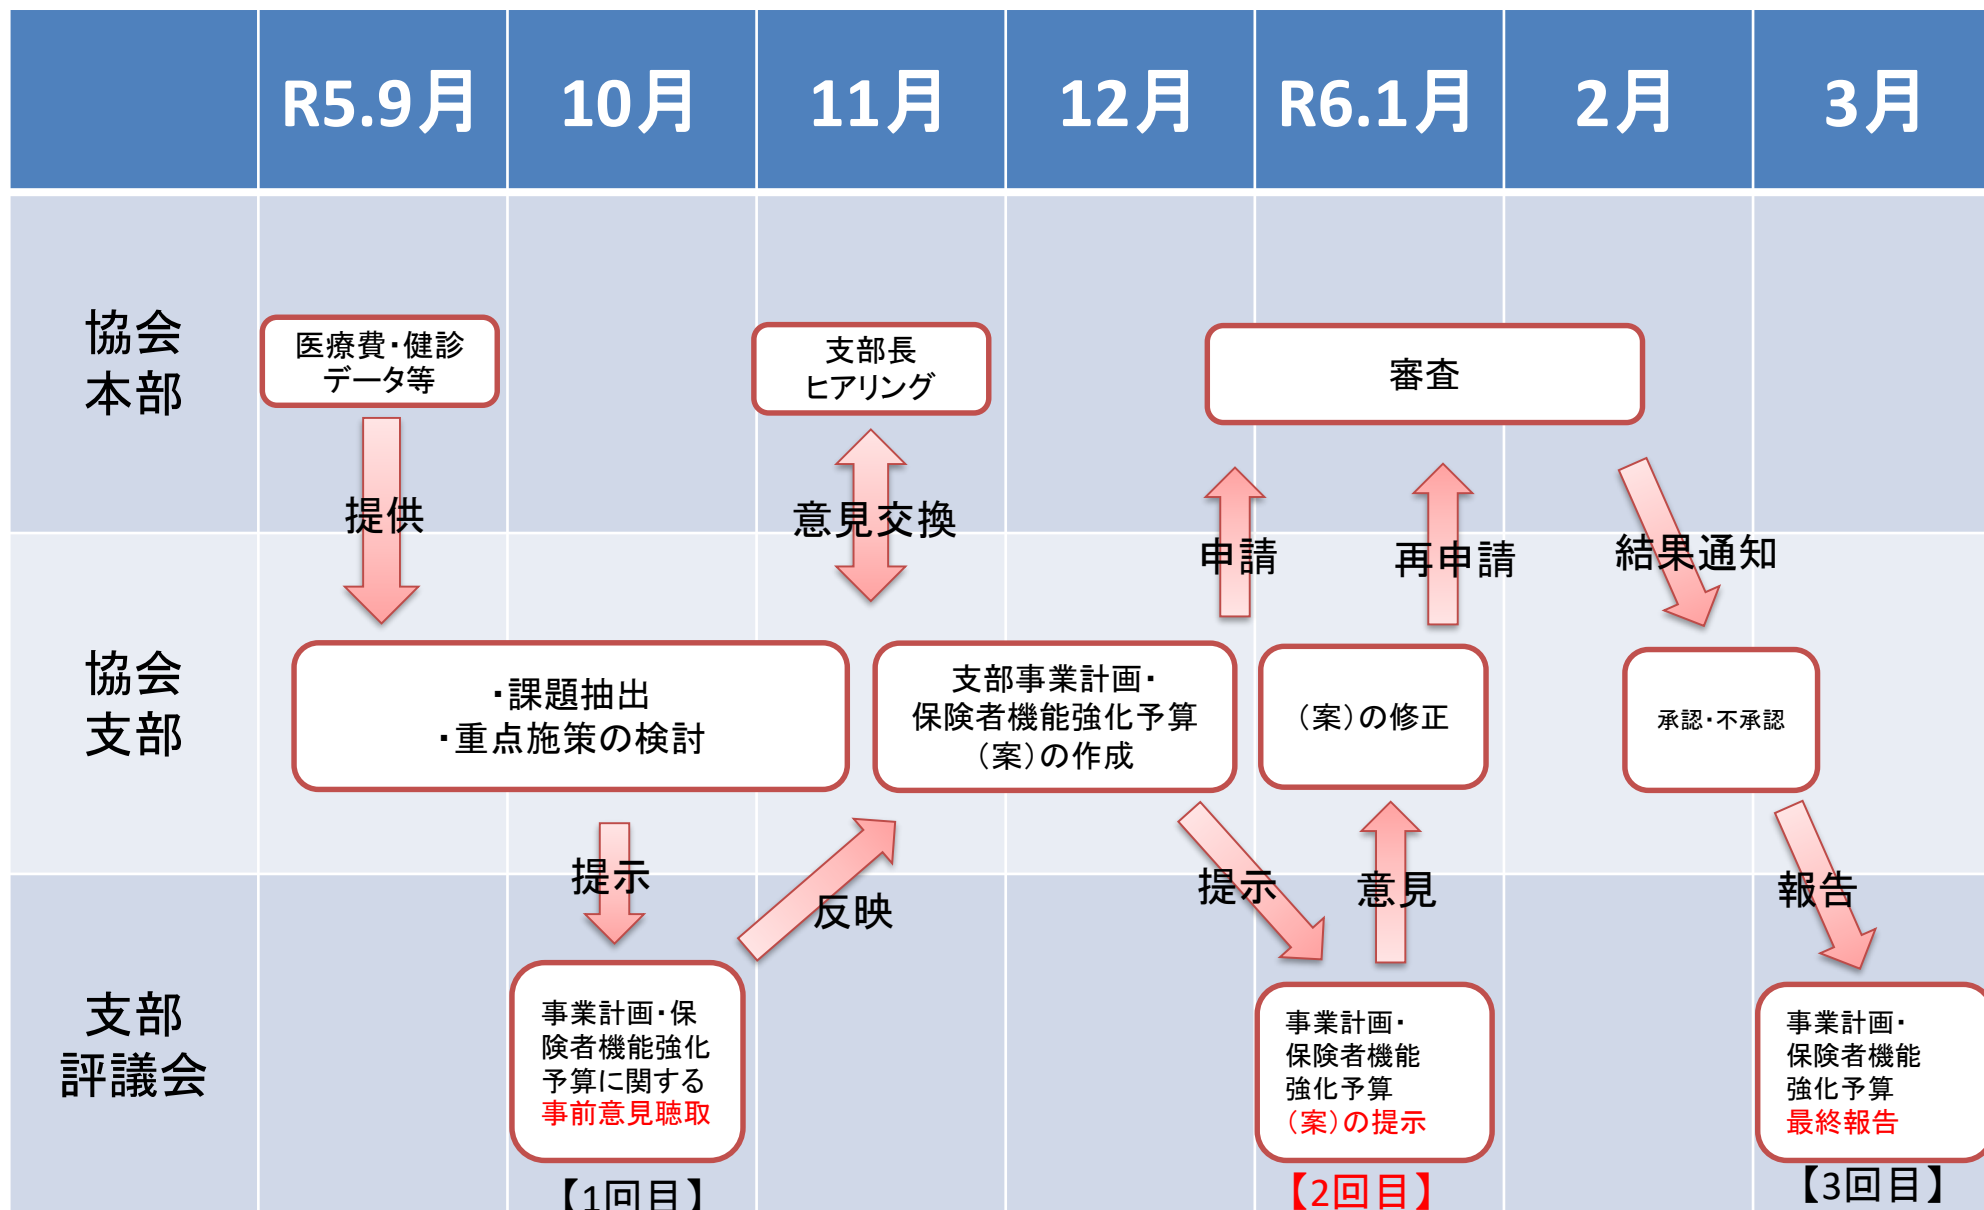 R5.9月 10月 11月 12月 R6.1月 2月 3月
協会
本部
医療費・健診
データ等
支部長
ヒアリング
審査
提供
意見交換
申請
再申請
結果通知
協会
支部
・課題抽出
・重点施策の検討
支部事業計画・
保険者機能強化予算
（案）の作成
（案）の修正
承認・不承認
提示
反映
提示
意見
報告
支部
評議会
事業計画・保
険者機能強化
予算に関する
事前意見聴取
【1回目】
事業計画・
保険者機能
強化予算
（案）の提示
【2回目】
事業計画・
保険者機能
強化予算
最終報告
【3回目】